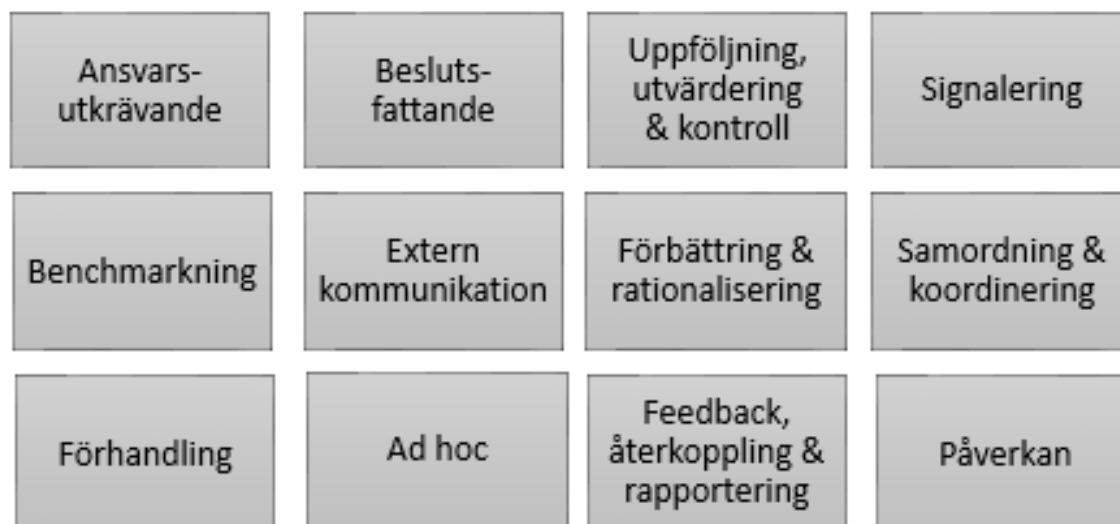 Ansvars-
utkrävande
Besluts-
fattande
Uppföljning,
utvärdering
& kontroll
Signalering
Benchmarkning
Extern
kommunikation
Förbättring &
rationalisering
Samordning &
koordinering
Förhandling
Ad hoc
Feedback,
återkoppling &
rapportering
Påverkan